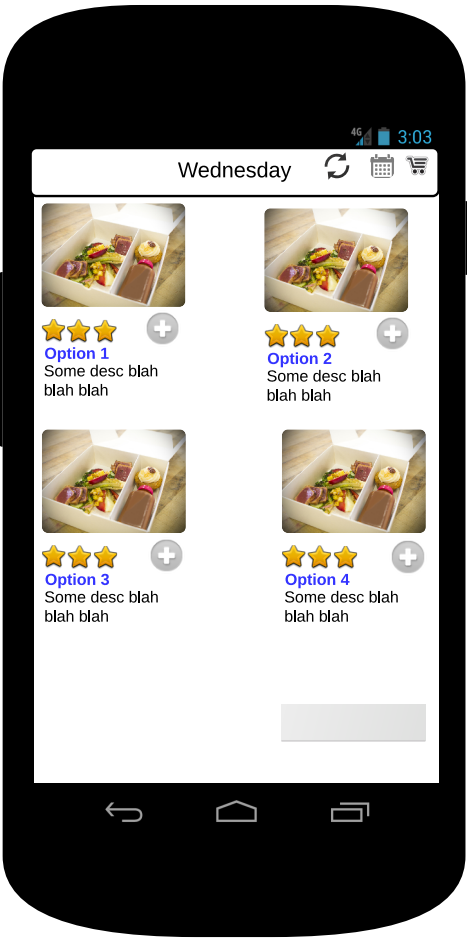 4G 3:03
Wednesday
Option 1
Some desc blah
blah blah
Option 2
Some desc blah
blah blah
Option 3
Some desc blah
blah blah
Option 4
Some desc blah
blah blah